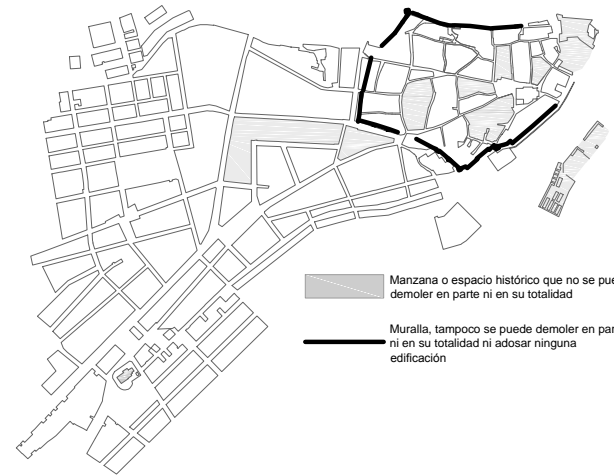 Manzana o espacio histórico que no se pue
demoler en parte ni en su totalidad
Muralla, tampoco se puede demoler en par
ni en su totalidad ni adosar ninguna
edificación